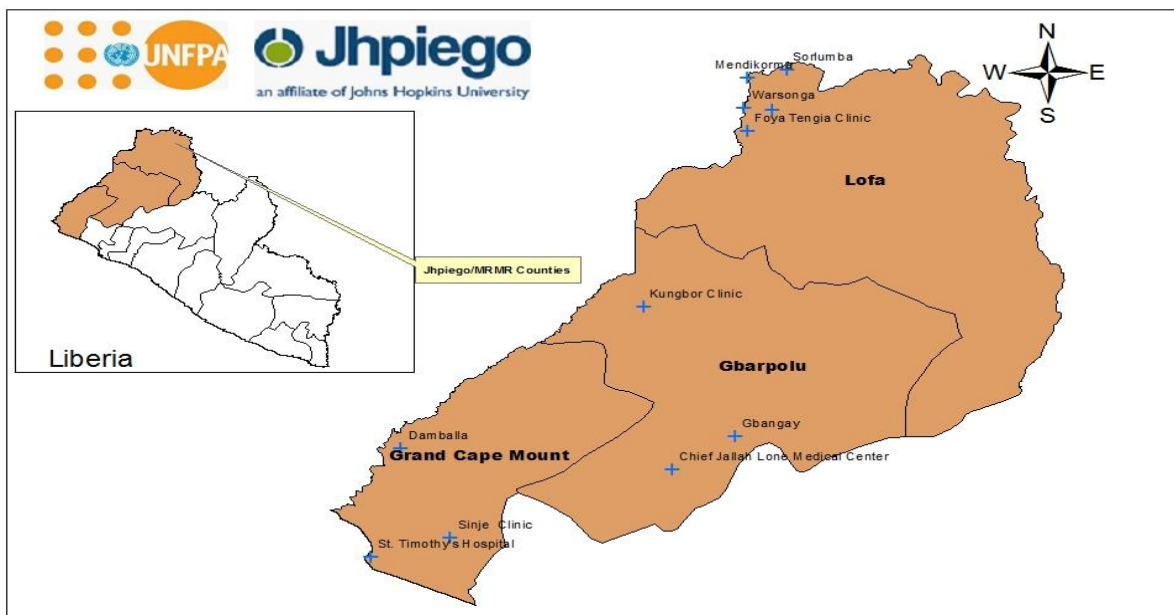 UNFPA
Jhpiego
an affiliate of Johns Hopkins University
N
W
E
S
Sorlumba
Mendikorma
Warsonga
Foya Tengia Clinic
Lofa
Jhpiego/MRMR Counties
Kungbor Clinic
Liberia
Gbarpolu
Gbangay
Damballa
Grand Cape Mount
Chief Jallah Lone Medical Center
Sinje Clinic
St. Timothy's Hospital